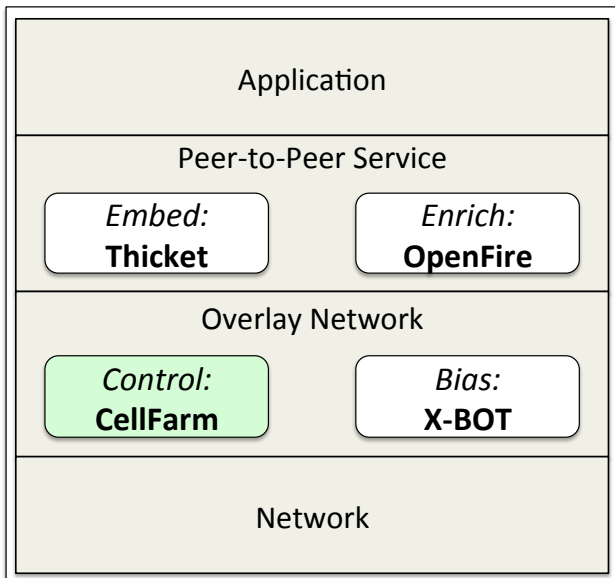 Application
Peer-to-Peer Service
Embed: Enrich:
Thicket OpenFire
Overlay Network
Control: Bias:
CellFarm X-BOT
Network